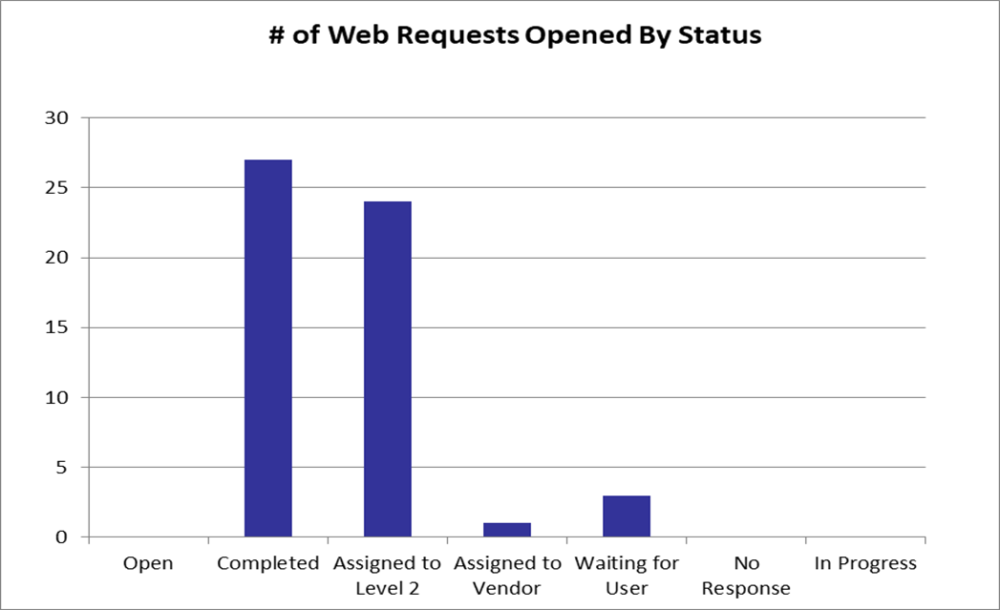 # of Web Requests Opened By Status
30
25
20
15
10
5
0
Open
Completed
Assigned to
Level 2
Assigned to
Vendor
Waiting for
User
No
Response
In Progress